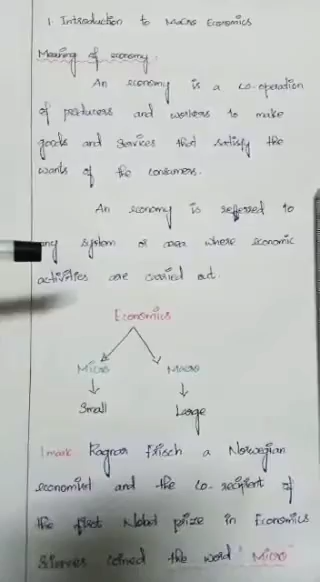 1. Introduction to Macro Economics
Meaning of economy.
An economy is a co-operation
of producers and workers to make
goods and services that satisfy the
wants of the consumers.
An economy is referred to
any system or area where economic
activities are carried out.
Economics
Micro Macro
Small Large
1 mark Ragnar Frisch a Norwegian
economist and the co-recipient of
the first Nobel prize in Economics
Sciences coined the word "Micro"